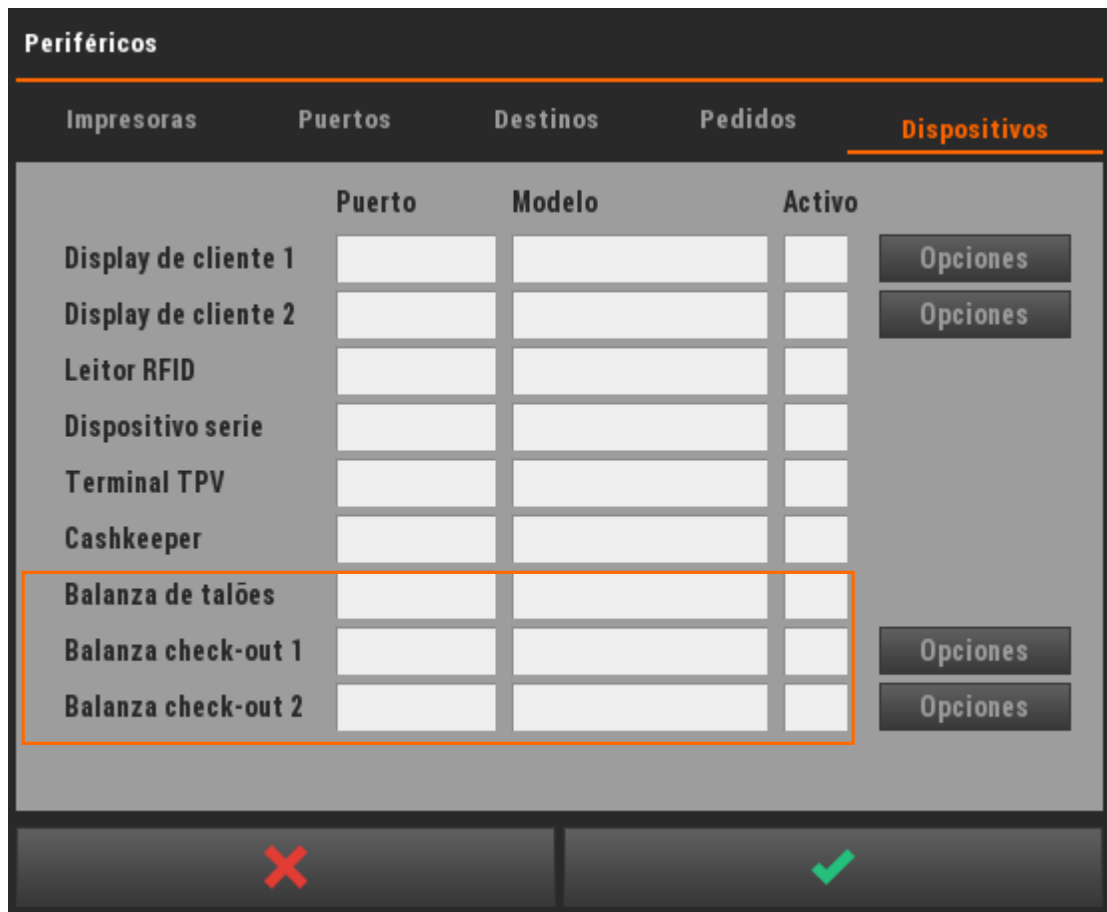 Periféricos
Impresoras Puertos Destinos Pedidos Dispositivos
Puerto Modelo Activo
Display de cliente 1 Opciones
Display de cliente 2 Opciones
Leitor RFID
Dispositivo serie
Terminal TPV
Cashkeeper
Balanza de talões
Balanza check-out 1 Opciones
Balanza check-out 2 Opciones